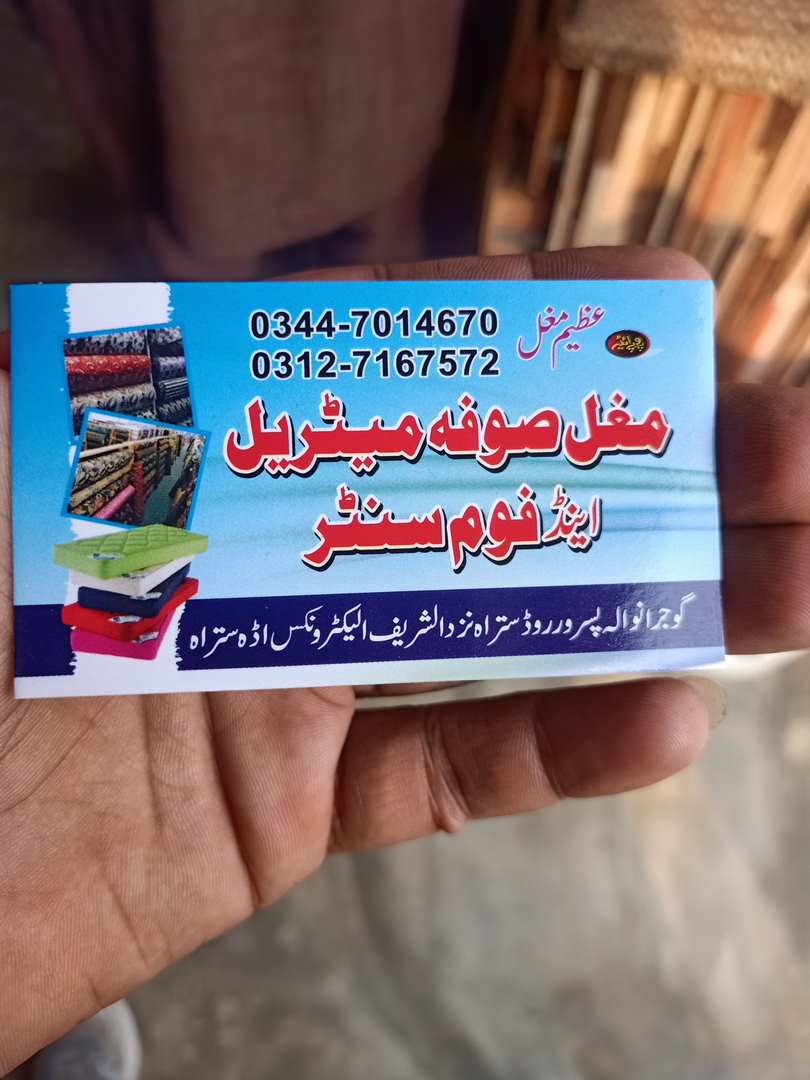 پروپرائیٹر عظیم مغل
0344-7014670
0312-7167572
مغل صوفہ میٹریل
اینڈ فوم سنٹر
گوجرانوالہ پسرور روڈ ستراہ نزد الشریف الیکٹرونکس اڈہ ستراہ